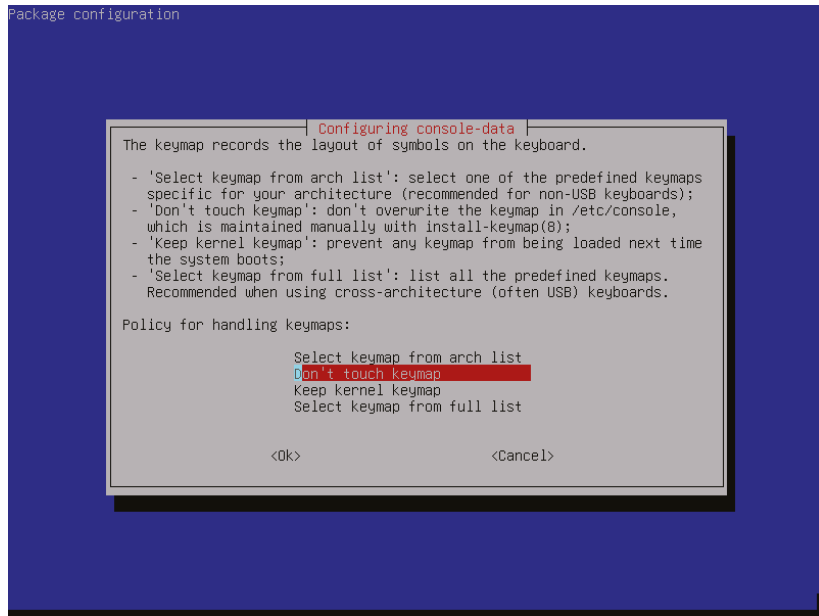 Package configuration
Configuring console-data
The keymap records the layout of symbols on the keyboard.
- 'Select keymap from arch list': select one of the predefined keymaps
specific for your architecture (recommended for non-USB keyboards);
- 'Don't touch keymap': don't overwrite the keymap in /etc/console,
which is maintained manually with install-keymap(8);
- 'Keep kernel keymap': prevent any keymap from being loaded next time
the system boots;
- 'Select keymap from full list': list all the predefined keymaps.
Recommended when using cross-architecture (often USB) keyboards.
Policy for handling keymaps:
Select keymap from arch list
Don't touch keymap
Keep kernel keymap
Select keymap from full list
<Ok> <Cancel>